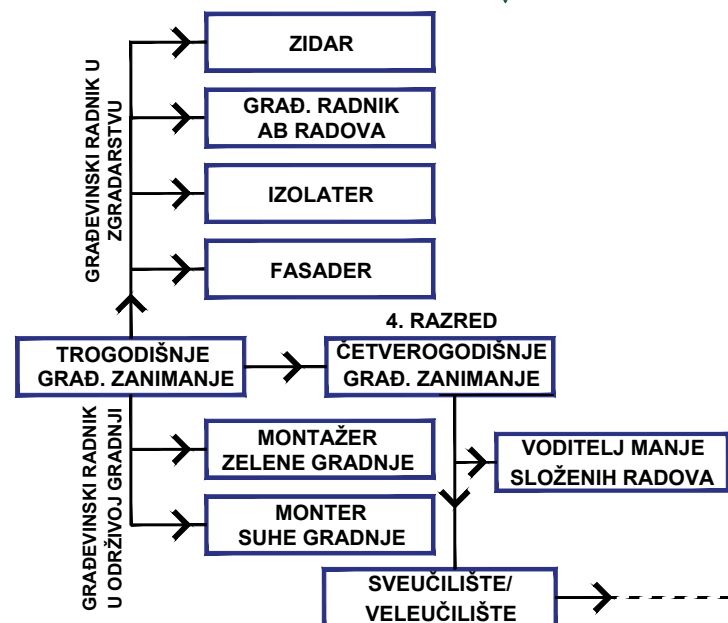 ZIDAR
GRAĐ. RADNIK
AB RADOVA
IZOLATER
FASADER
GRAĐEVINSKI RADNIK U
ZGRADARSTVU
4. RAZRED
TROGODIŠNJE
GRAĐ. ZANIMANJE
ČETVEROGODIŠNJE
GRAĐ. ZANIMANJE
GRAĐEVINSKI RADNIK
U ODRŽIVOJ GRADNJI
MONTAŽER
ZELENE GRADNJE
VODITELJ MANJE
SLOŽENIH RADOVA
MONTER
SUHE GRADNJE
SVEUČILIŠTE/
VELEUČILIŠTE